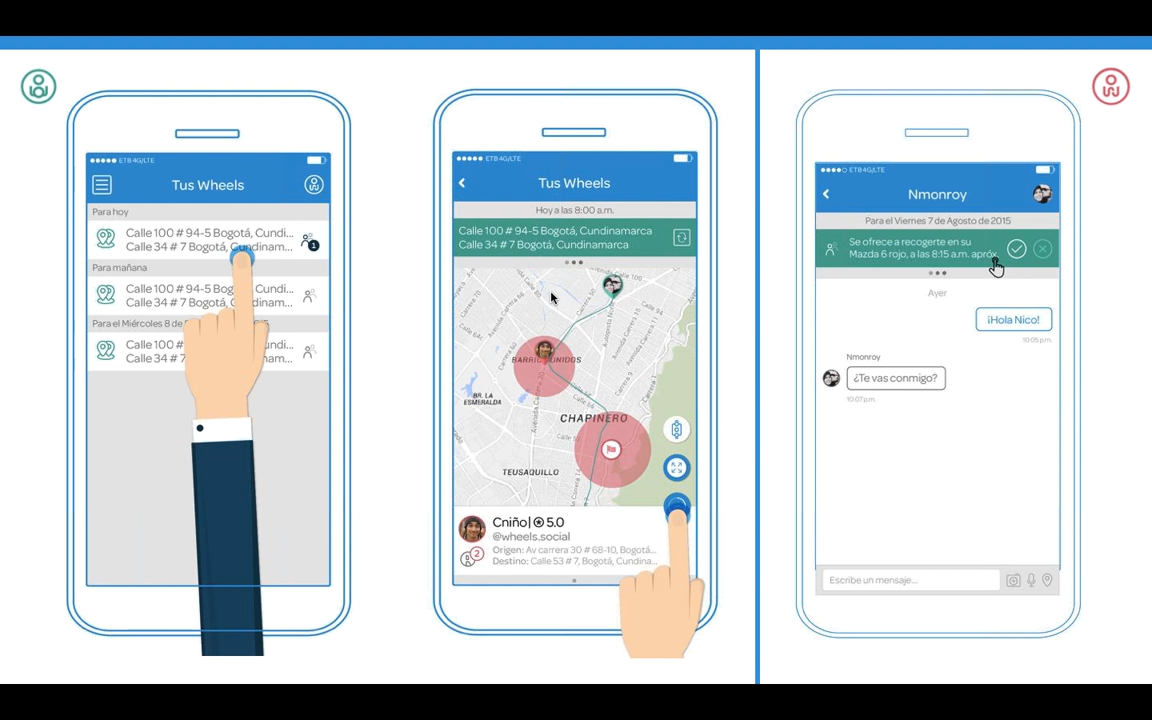 ETB 4G/LTE
Tus Wheels
Para hoy
Calle 100 # 94-5 Bogotá, Cundi...
Calle 34 # 7 Bogotá, Cundinam...
1
Para mañana
Calle 100 # 94-5 Bogotá, Cundi...
Calle 34 # 7 Bogotá, Cundinam...
Para el Miércoles 8 de
Calle 100 # Cundi...
Calle 34 # 7 nam...
ETB 4G/LTE
Tus Wheels
Hoy a las 8:00 a.m.
Calle 100 # 94-5 Bogotá, Cundinamarca
Calle 34 # 7 Bogotá, Cundinamarca
BARRIOS UNIDOS
BR. LA
ESMERALDA
CHAPINERO
TEUSAQUILLO
Cniño| 5.0
@wheels.social
2
Origen: Av carrera 30 # 68-10, Bogotá...
Destino: Calle 53 # 7, Bogotá, Cundina...
ETB 4G/LTE
Nmonroy
Para el Viernes 7 de Agosto de 2015
Se ofrece a recogerte en su
Mazda 6 rojo, a las 8:15 a.m. apróx.
Ayer
¡Hola Nico!
10:05 p.m.
Nmonroy
¿Te vas conmigo?
10:07 p.m.
Escribe un mensaje...